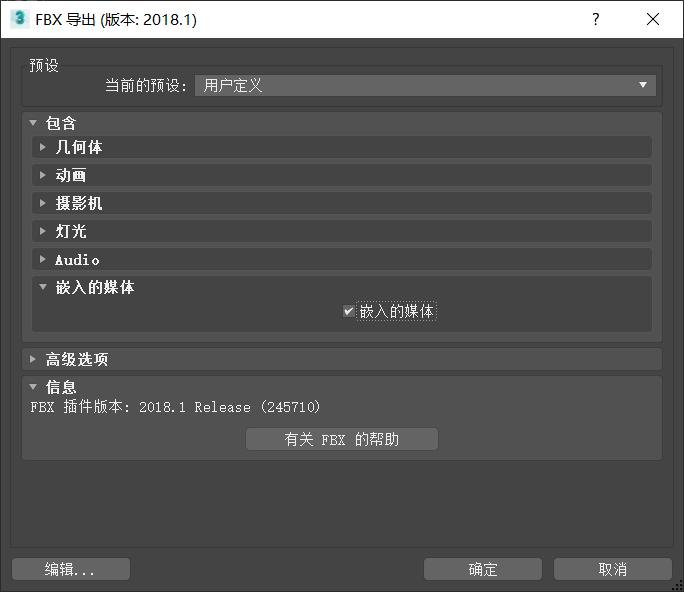 FBX 导出 (版本: 2018.1)
预设
当前的预设: 用户定义
包含
几何体
动画
摄影机
灯光
Audio
嵌入的媒体
嵌入的媒体
高级选项
信息
FBX 插件版本: 2018.1 Release (245710)
有关 FBX 的帮助
编辑... 确定 取消